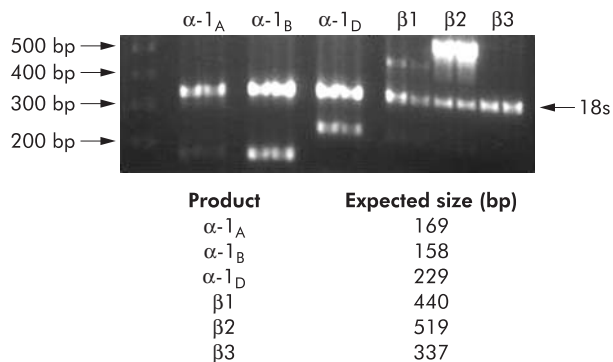 α-1A α-1B α-1D β1 β2 β3
500 bp
400 bp
300 bp
18s
200 bp
Product Expected size (bp)
α-1A 169
α-1B 158
α-1D 229
β1 440
β2 519
β3 337